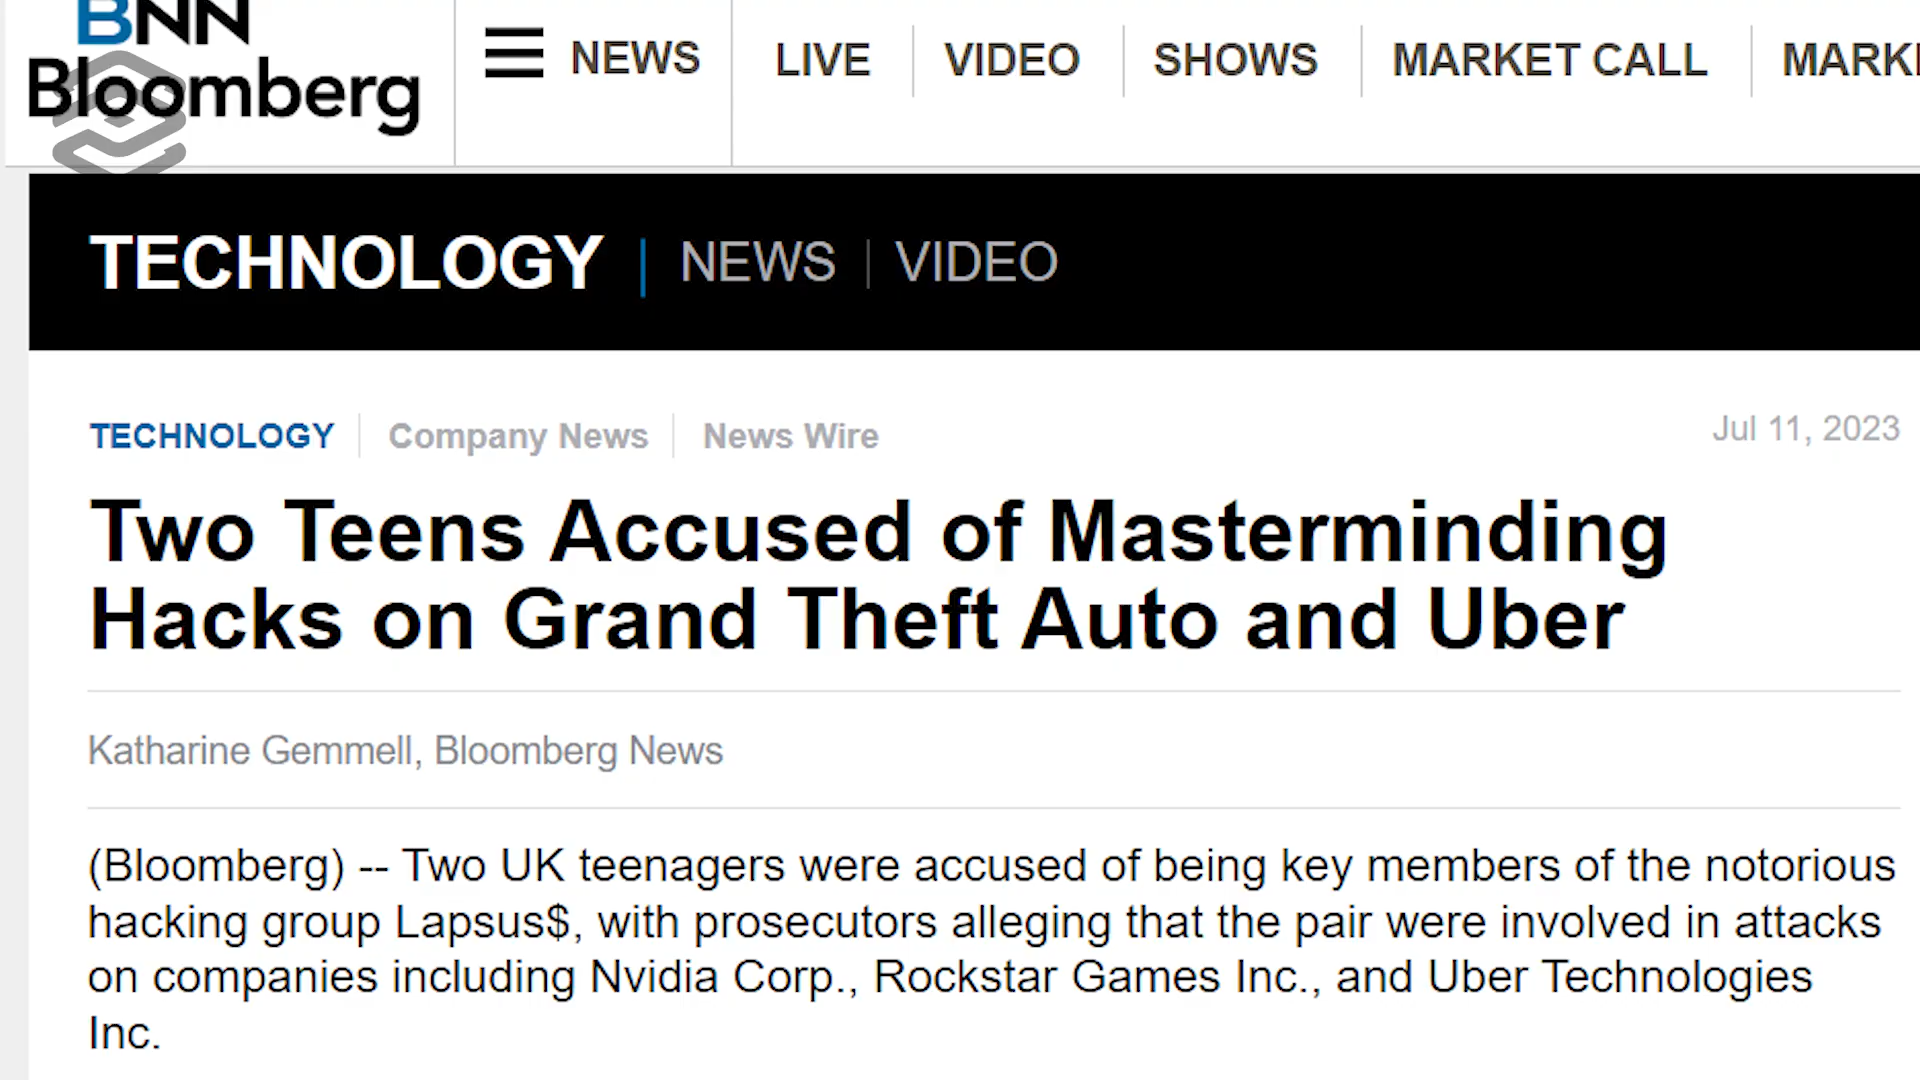 BNN
Bloomberg
NEWS
LIVE
VIDEO
SHOWS
MARKET CALL
TECHNOLOGY
NEWS
VIDEO
TECHNOLOGY
Company News
News Wire
Jul 11, 2023
Two Teens Accused of Masterminding
Hacks on Grand Theft Auto and Uber
Katharine Gemmell, Bloomberg News
(Bloomberg) -- Two UK teenagers were accused of being key members of the notorious
hacking group Lapsus$, with prosecutors alleging that the pair were involved in attacks
on companies including Nvidia Corp., Rockstar Games Inc., and Uber Technologies
Inc.